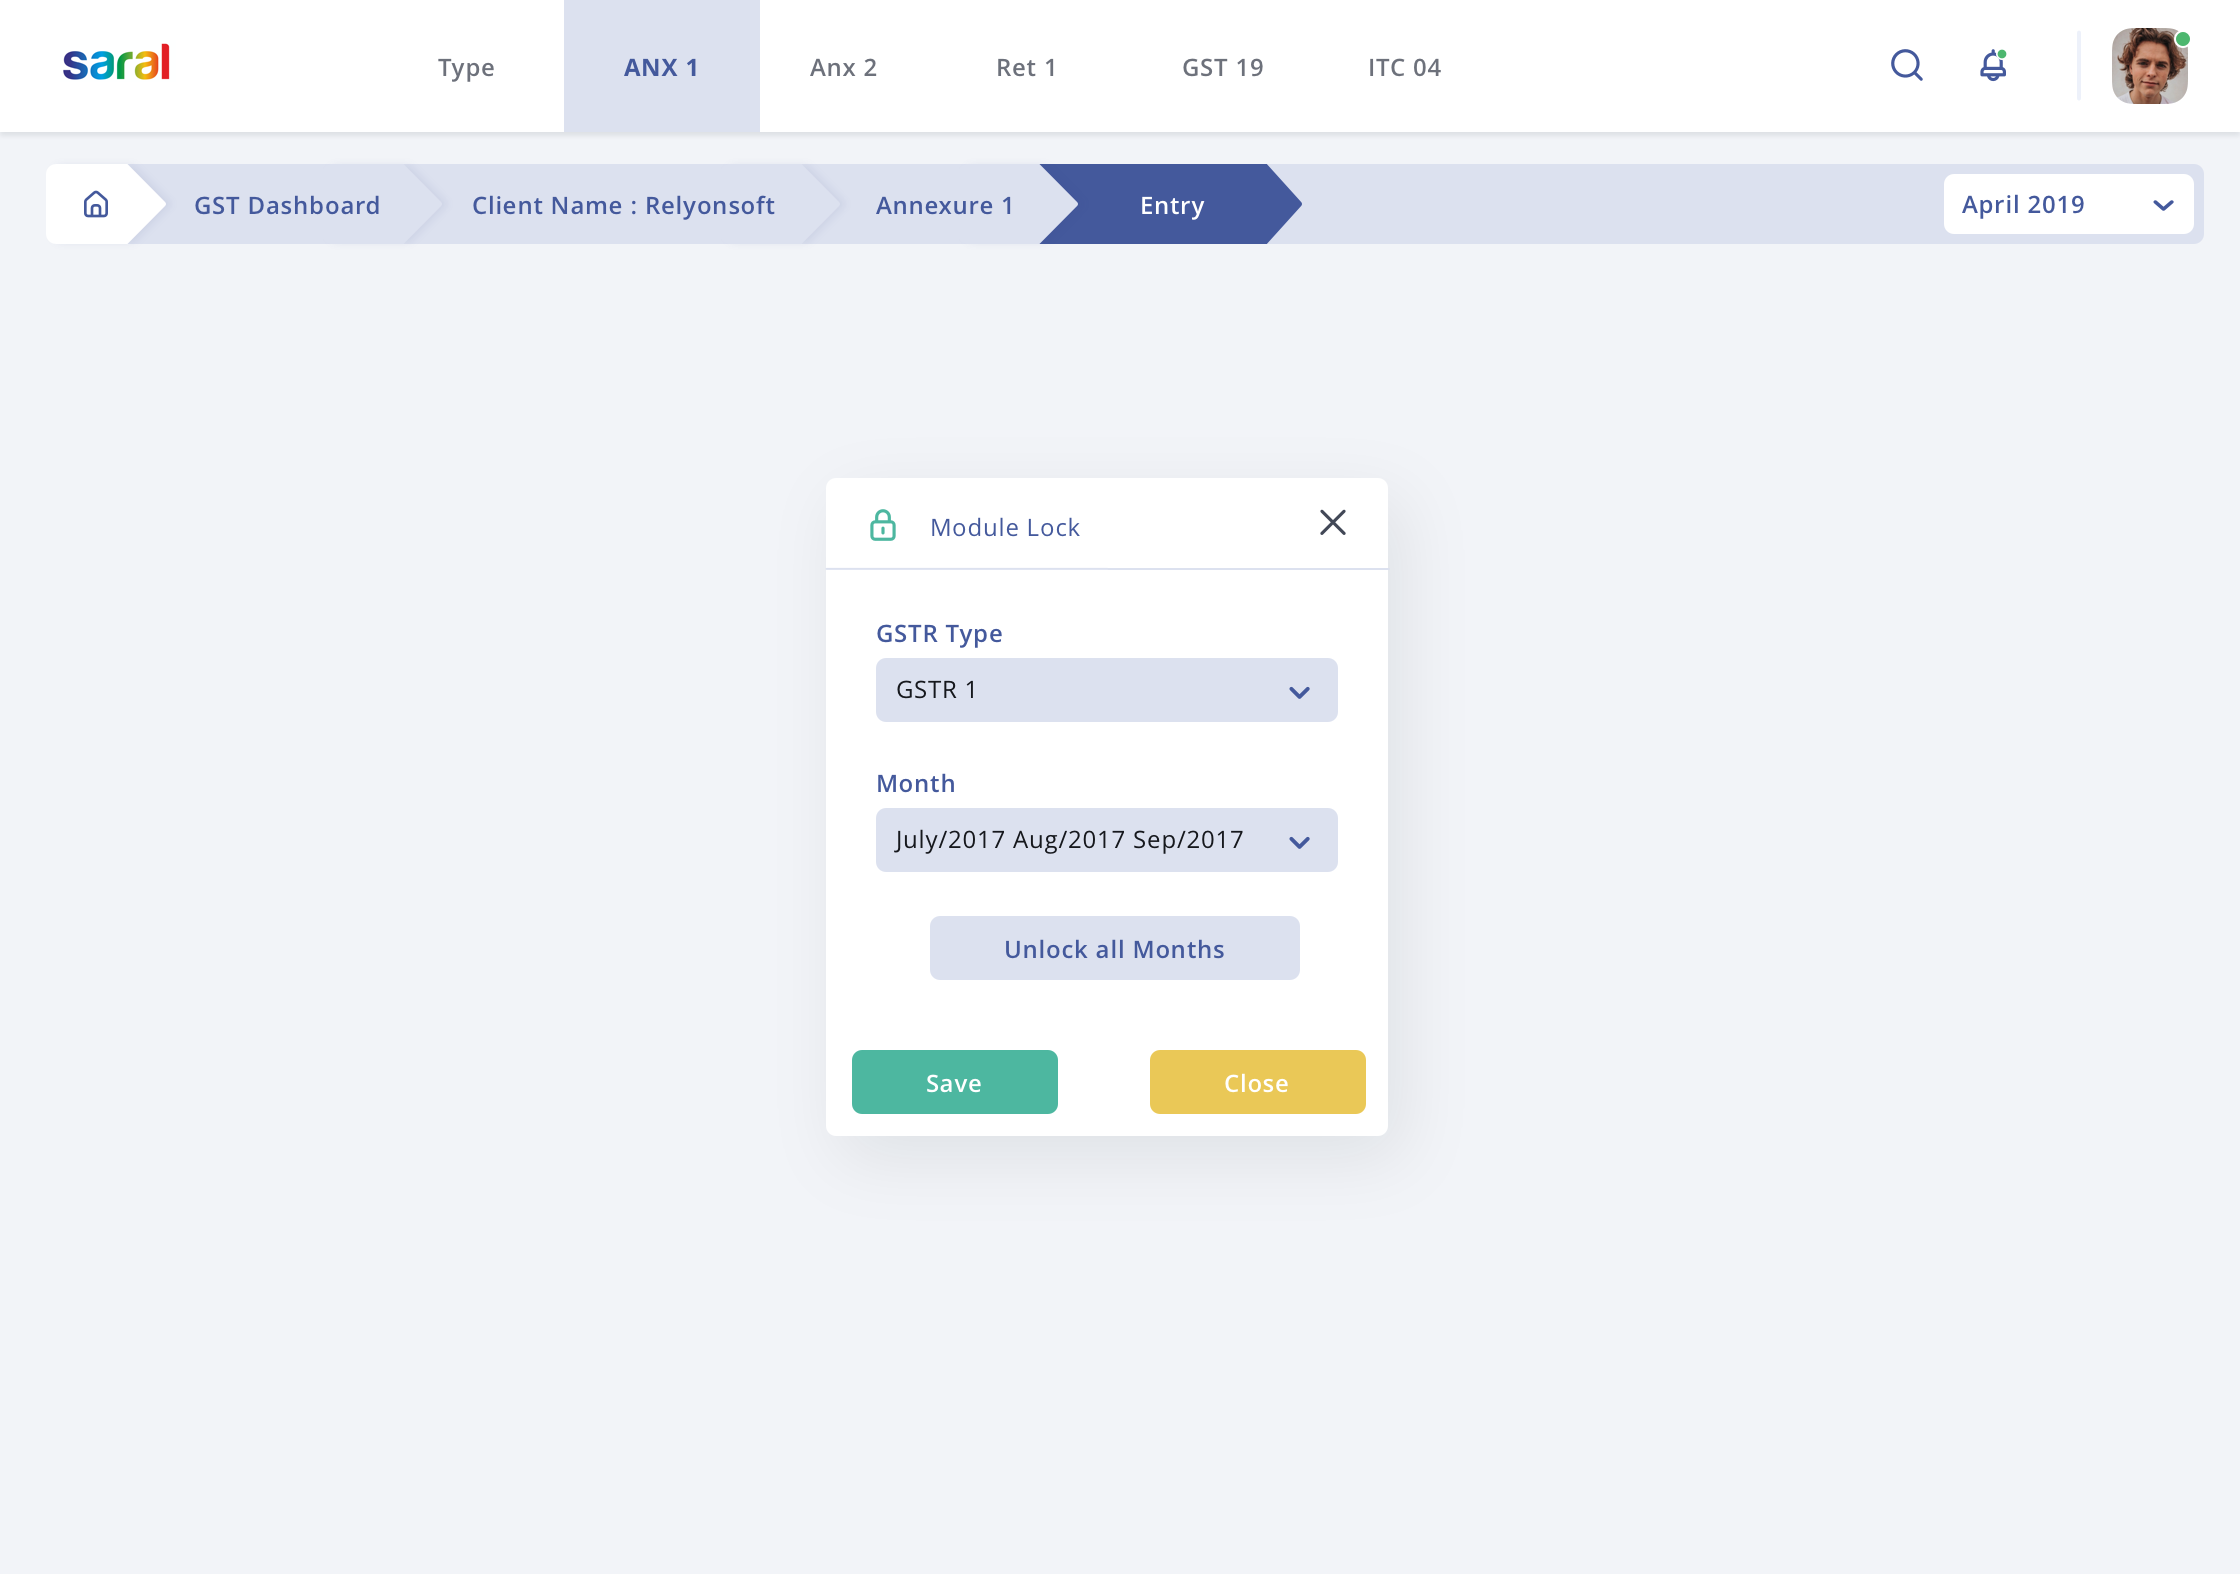 saral
Type
ANX 1
Anx 2
Ret 1
GST 19
ITC 04
GST Dashboard
Client Name : Relyonsoft
Annexure 1
Entry
April 2019
Module Lock
GSTR Type
GSTR 1
Month
July/2017 Aug/2017 Sep/2017
Unlock all Months
Save
Close